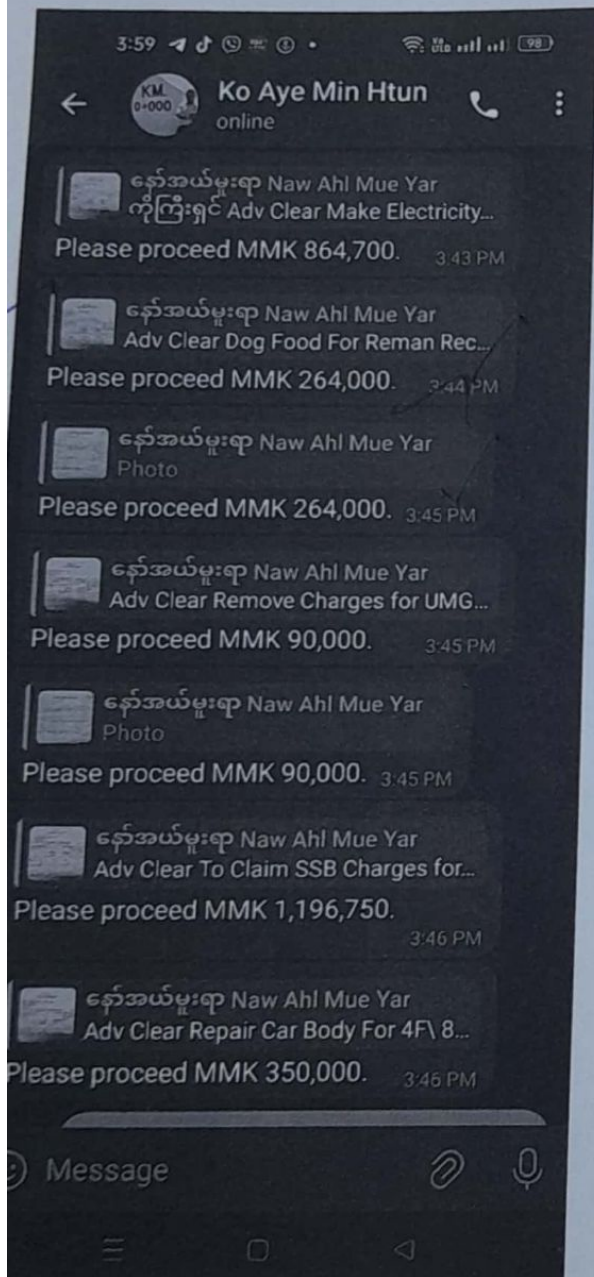 3:59
98
KM.
0+000
Ko Aye Min Htun
online
နော်အယ်မူးရာ Naw Ahl Mue Yar
ကိုကြီးရှင် Adv Clear Make Electricity...
Please proceed MMK 864,700. 3:43 PM
နော်အယ်မူးရာ Naw Ahl Mue Yar
Adv Clear Dog Food For Reman Rec...
Please proceed MMK 264,000. 3:44 PM
နော်အယ်မူးရာ Naw Ahl Mue Yar
Photo
Please proceed MMK 264,000. 3:45 PM
နော်အယ်မူးရာ Naw Ahl Mue Yar
Adv Clear Remove Charges for UMG...
Please proceed MMK 90,000. 3:45 PM
နော်အယ်မူးရာ Naw Ahl Mue Yar
Photo
Please proceed MMK 90,000. 3:45 PM
နော်အယ်မူးရာ Naw Ahl Mue Yar
Adv Clear To Claim SSB Charges for...
Please proceed MMK 1,196,750.
3:46 PM
နော်အယ်မူးရာ Naw Ahl Mue Yar
Adv Clear Repair Car Body For 4F\ 8...
Please proceed MMK 350,000. 3:46 PM
Message